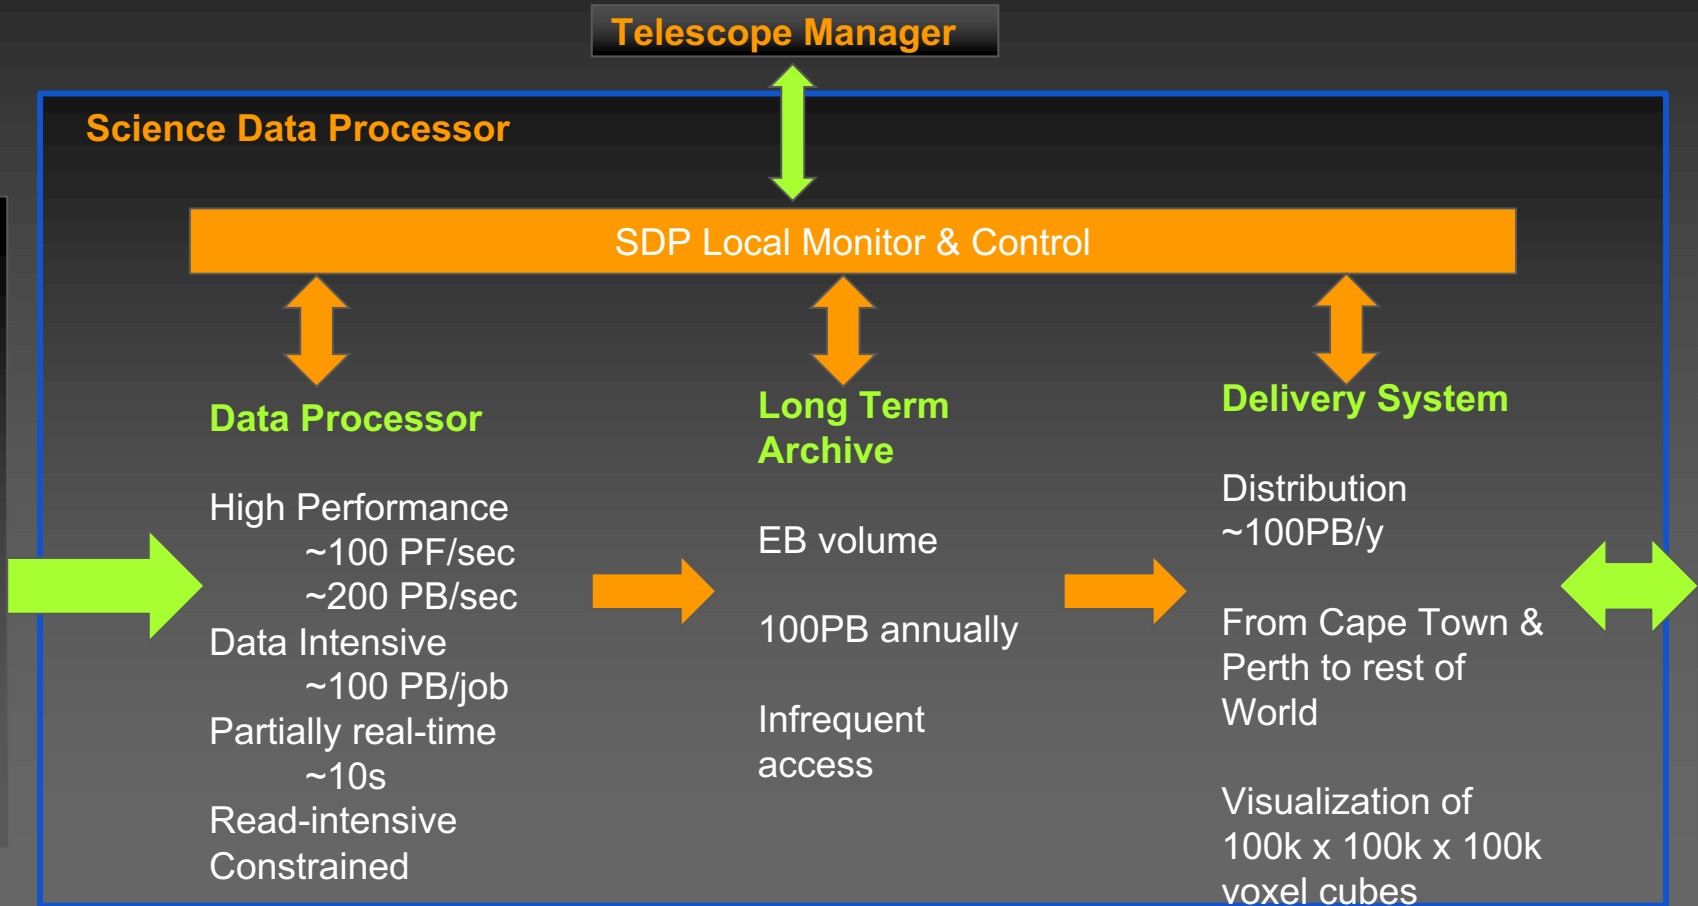 Telescope Manager
Science Data Processor
SDP Local Monitor & Control
Data Processor
High Performance
~100 PF/sec
~200 PB/sec
Data Intensive
~100 PB/job
Partially real-time
~10s
Read-intensive
Constrained
Long Term
Archive
EB volume
100PB annually
Infrequent
access
Delivery System
Distribution
~100PB/y
From Cape Town &
Perth to rest of
World
Visualization of
100k x 100k x 100k
voxel cubes